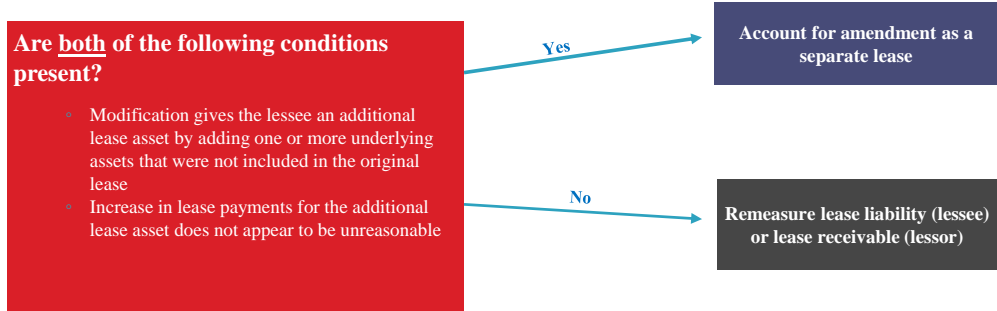 Are both of the following conditions
present?
◦ Modification gives the lessee an additional
lease asset by adding one or more underlying
assets that were not included in the original
lease
◦ Increase in lease payments for the additional
lease asset does not appear to be unreasonable
Yes
Account for amendment as a
separate lease
No
Remeasure lease liability (lessee)
or lease receivable (lessor)